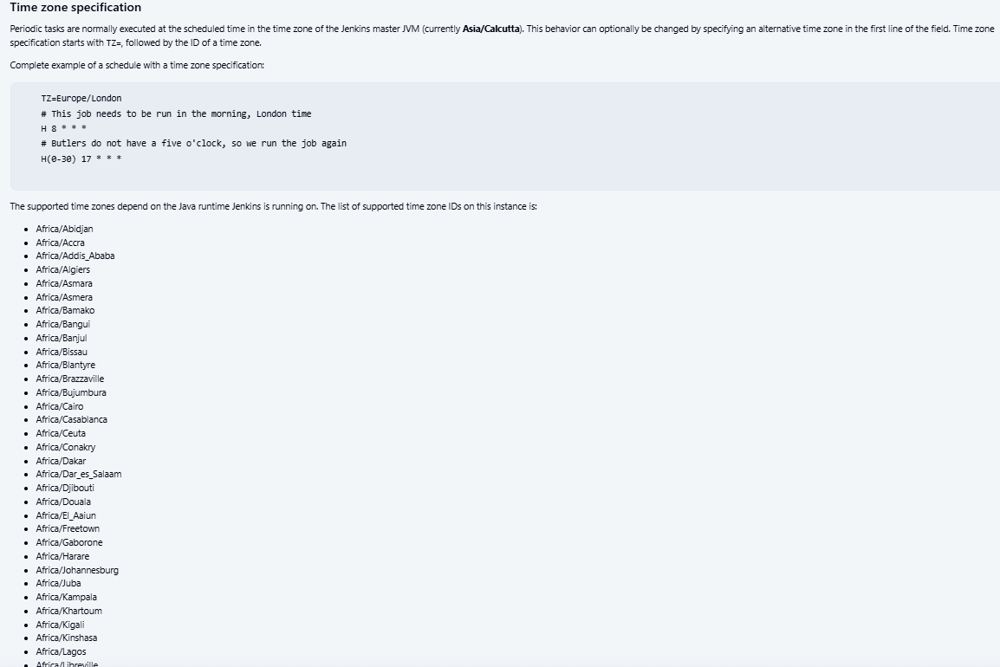 Time zone specification
Periodic tasks are normally executed at the scheduled time in the time zone of the Jenkins master JVM (currently Asia/Calcutta). This behavior can optionally be changed by specifying an alternative time zone in the first line of the field. Time zone
specification starts with TZ=, followed by the ID of a time zone.
Complete example of a schedule with a time zone specification:
TZ=Europe/London
# This job needs to be run in the morning, London time
H 8 * * *
# Butlers do not have a five o'clock, so we run the job again
H(0-30) 17 * * *
The supported time zones depend on the Java runtime Jenkins is running on. The list of supported time zone IDs on this instance is:
• Africa/Abidjan
• Africa/Accra
• Africa/Addis_Ababa
• Africa/Algiers
• Africa/Asmara
• Africa/Asmera
• Africa/Bamako
• Africa/Bangui
• Africa/Banjul
• Africa/Bissau
• Africa/Blantyre
• Africa/Brazzaville
• Africa/Bujumbura
• Africa/Cairo
• Africa/Casablanca
• Africa/Ceuta
• Africa/Conakry
• Africa/Dakar
• Africa/Dar_es_Salaam
• Africa/Djibouti
• Africa/Douala
• Africa/El_Aaiun
• Africa/Freetown
• Africa/Gaborone
• Africa/Harare
• Africa/Johannesburg
• Africa/Juba
• Africa/Kampala
• Africa/Khartoum
• Africa/Kigali
• Africa/Kinshasa
• Africa/Lagos
• Africa/Libreville